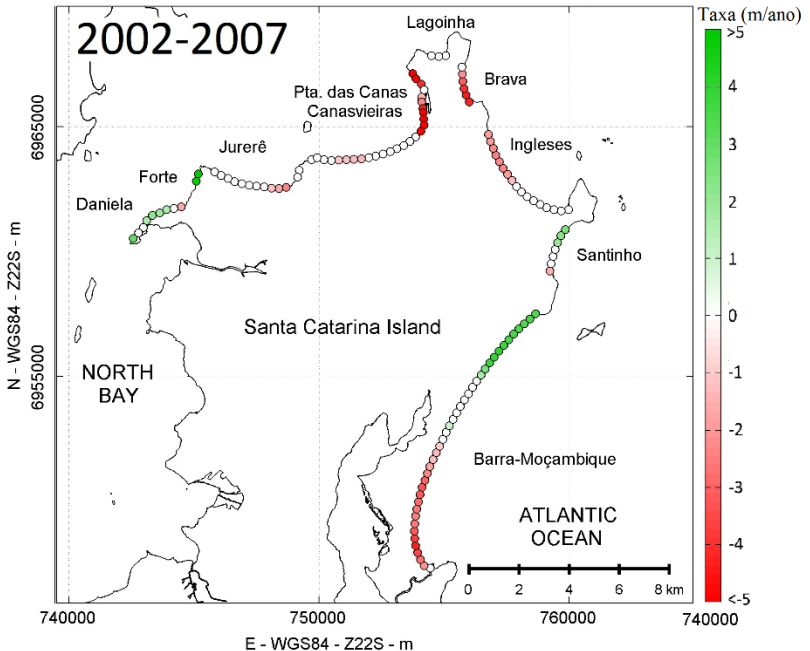 2002-2007
Taxa (m/ano)
Lagoinha
Brava
Pta. das Canas
Canasvieiras
Ingleses
Jurerê
Forte
Daniela
Santinho
Santa Catarina Island
NORTH
BAY
Barra-Moçambique
ATLANTIC
OCEAN
0 2 4 6 8 km
>5
4
3
2
1
0
-1
-2
-3
-4
<-5
6965000
6955000
N - WGS84 - Z22S - m
740000 750000 760000 740000
E - WGS84 - Z22S - m